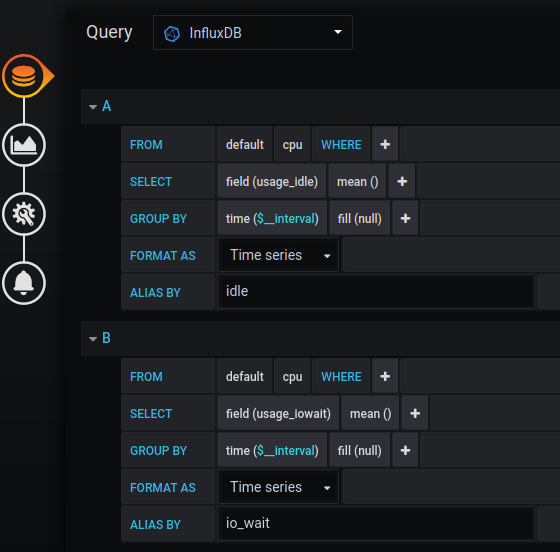 Query InfluxDB
A
FROM default cpu WHERE +
SELECT field (usage_idle) mean () +
GROUP BY time ($__interval) fill (null) +
FORMAT AS Time series
ALIAS BY idle
B
FROM default cpu WHERE +
SELECT field (usage_iowait) mean () +
GROUP BY time ($__interval) fill (null) +
FORMAT AS Time series
ALIAS BY io_wait